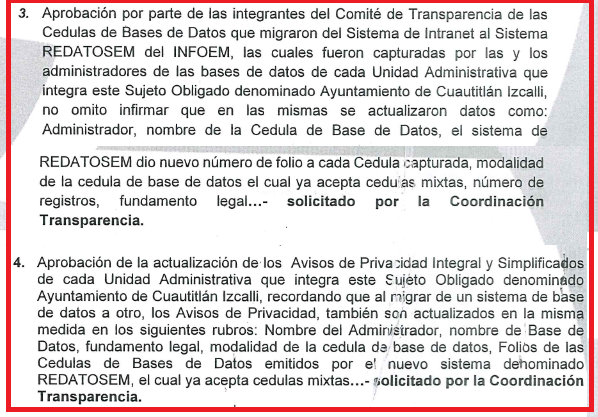 3. Aprobación por parte de las integrantes del Comité de Transparencia de las
Cedulas de Bases de Datos que migraron del Sistema de Intranet al Sistema
REDATOSEM del INFOEM, las cuales fueron capturadas por las y los
administradores de las bases de datos de cada Unidad Administrativa que
integra este Sujeto Obligado denominado Ayuntamiento de Cuautitlán Izcalli,
no omito infirmar que en las mismas se actualizaron datos como:
Administrador, nombre de la Cedula de Base de Datos, el sistema de
REDATOSEM dio nuevo número de folio a cada Cedula capturada, modalidad
de la cedula de base de datos el cual ya acepta cedulas mixtas, número de
registros, fundamento legal...- solicitado por la Coordinación
Transparencia.
4. Aprobación de la actualización de los Avisos de Privacidad Integral y Simplificados
de cada Unidad Administrativa que integra este Sujeto Obligado denominado
Ayuntamiento de Cuautitlán Izcalli, recordando que al migrar de un sistema de base
de datos a otro, los Avisos de Privacidad, también son actualizados en la misma
medida en los siguientes rubros: Nombre del Administrador, nombre de Base de
Datos, fundamento legal, modalidad de la cedula de base de datos, Folios de las
Cedulas de Bases de Datos emitidos por el nuevo sistema denominado
REDATOSEM, el cual ya acepta cedulas mixtas...- solicitado por la Coordinación
Transparencia.